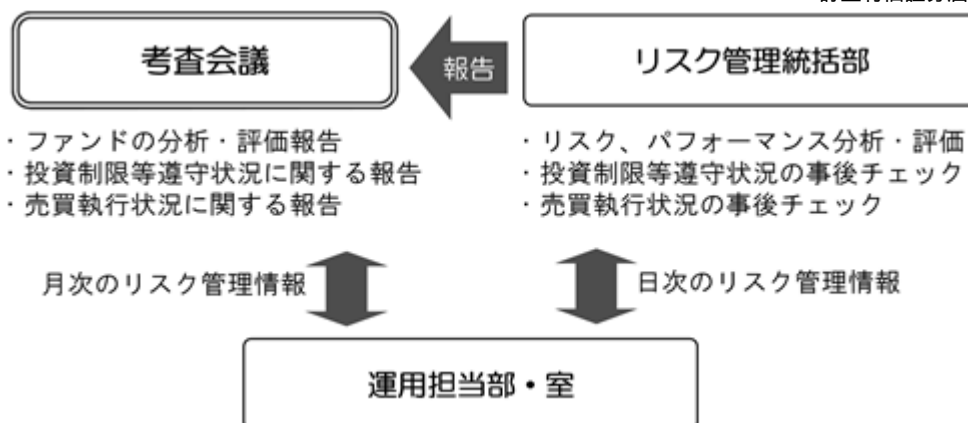 考査会議
報告
リスク管理統括部
・ファンドの分析・評価報告
・投資制限等遵守状況に関する報告
・売買執行状況に関する報告
・リスク、パフォーマンス分析・評価
・投資制限等遵守状況の事後チェック
・売買執行状況の事後チェック
月次のリスク管理情報
日次のリスク管理情報
運用担当部・室